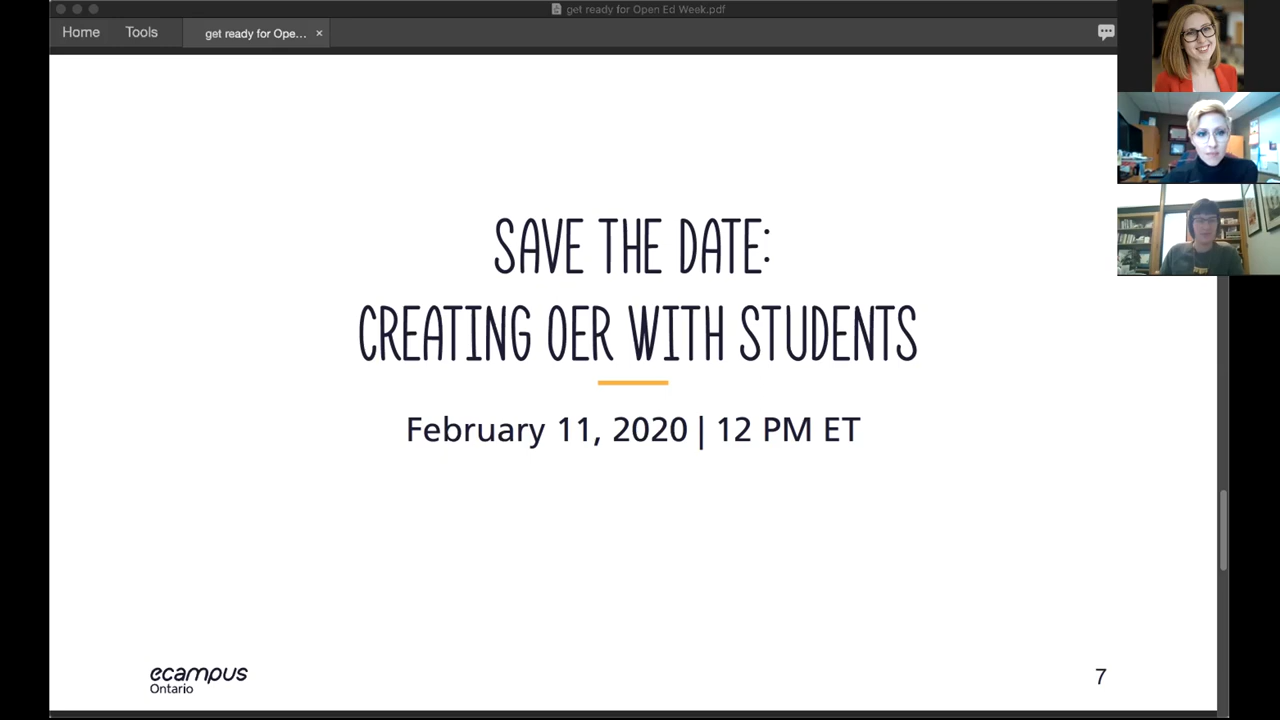 get ready for Open Ed Week.pdf
Home Tools get ready for Ope... ×
SAVE THE DATE:
CREATING OER WITH STUDENTS
February 11, 2020 | 12 PM ET
ecampus
Ontario
7